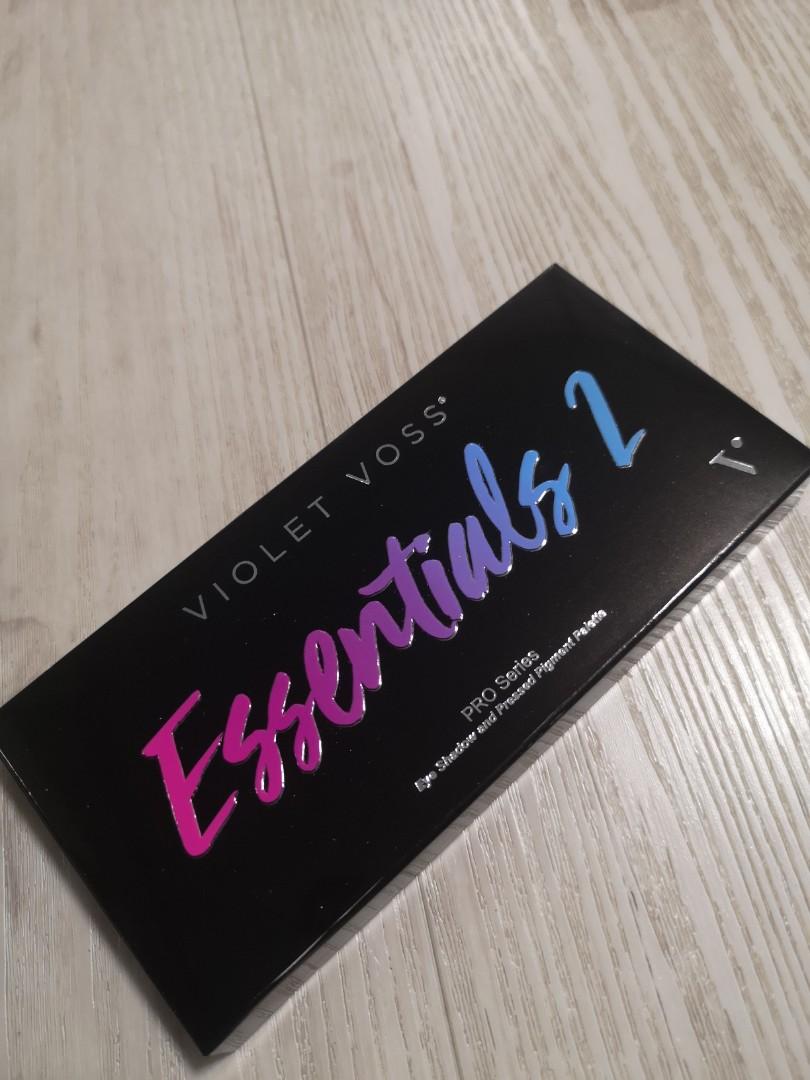 VIOLET VOSS®
Essentials 2
V.
PRO Series
Eye Shadow and Pressed Pigment Palette